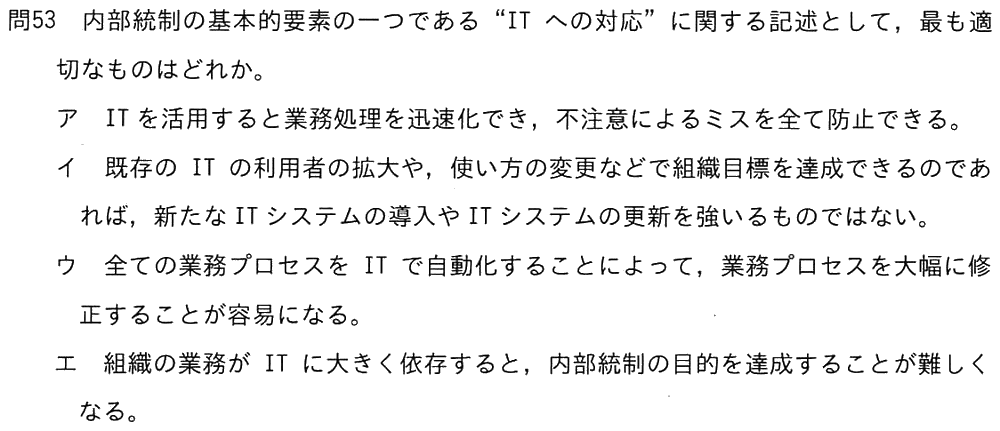 問53 内部統制の基本的要素の一つである“IT への対応”に関する記述として，最も適
切なものはどれか。
ア ITを活用すると業務処理を迅速化でき，不注意によるミスを全て防止できる。
イ 既存の IT の利用者の拡大や，使い方の変更などで組織目標を達成できるのであ
れば，新たなITシステムの導入やITシステムの更新を強いるものではない。
ウ 全ての業務プロセスを IT で自動化することによって，業務プロセスを大幅に修
正することが容易になる。
エ 組織の業務が IT に大きく依存すると，内部統制の目的を達成することが難しく
なる。